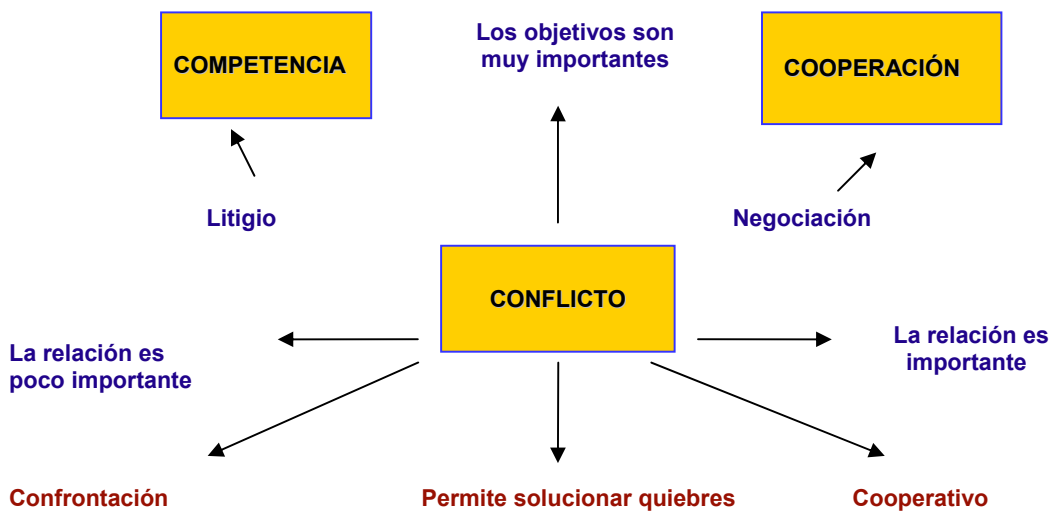 COMPETENCIA
Los objetivos son
muy importantes
COOPERACIÓN
Litigio
Negociación
CONFLICTO
La relación es
poco importante
La relación es
importante
Confrontación
Permite solucionar quiebres
Cooperativo